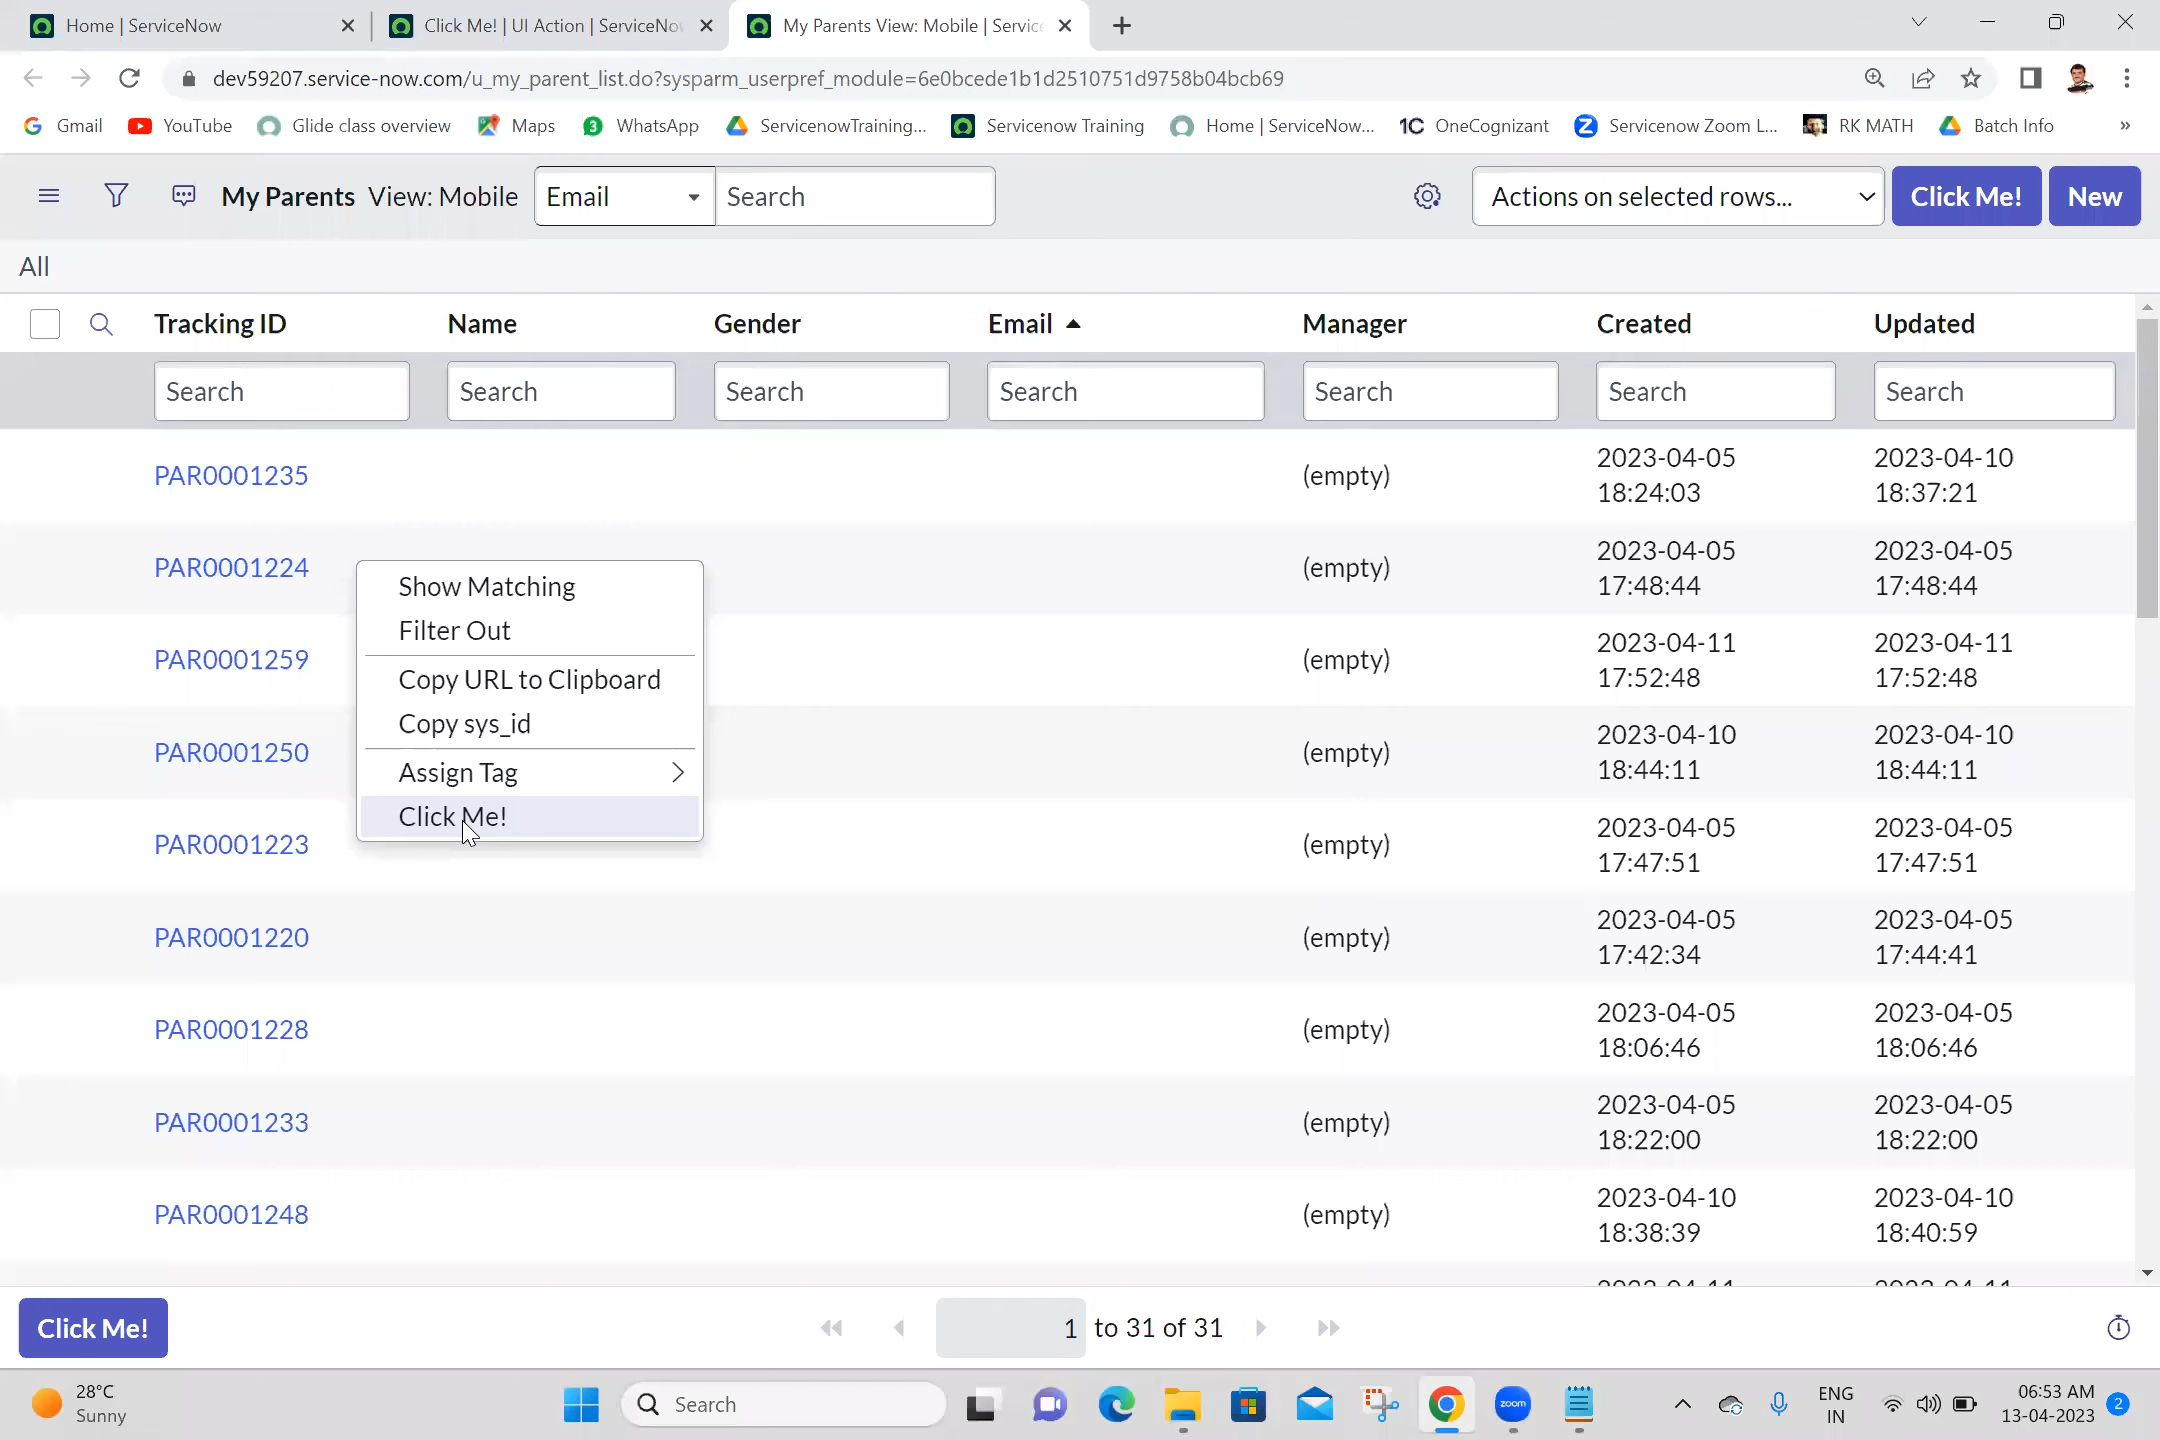 Home | ServiceNow
Click Me! | UI Action | ServiceNo
My Parents View: Mobile | Servic
dev59207.service-now.com/u_my_parent_list.do?sysparm_userpref_module=6e0bcede1b1d2510751d9758b04bcb69
Gmail YouTube Glide class overview Maps 3 WhatsApp ServicenowTraining... Servicenow Training Home | ServiceNow... 1C OneCognizant Z Servicenow Zoom L... RK MATH Batch Info »
My Parents View: Mobile Email Search Actions on selected rows... Click Me! New
All
Tracking ID Name Gender Email Manager Created Updated
Search Search Search Search Search Search Search
PAR0001235 (empty) 2023-04-05 18:24:03 2023-04-10 18:37:21
PAR0001224 (empty) 2023-04-05 17:48:44 2023-04-05 17:48:44
PAR0001259 (empty) 2023-04-11 17:52:48 2023-04-11 17:52:48
PAR0001250 (empty) 2023-04-10 18:44:11 2023-04-10 18:44:11
PAR0001223 (empty) 2023-04-05 17:47:51 2023-04-05 17:47:51
PAR0001220 (empty) 2023-04-05 17:42:34 2023-04-05 17:44:41
PAR0001228 (empty) 2023-04-05 18:06:46 2023-04-05 18:06:46
PAR0001233 (empty) 2023-04-05 18:22:00 2023-04-05 18:22:00
PAR0001248 (empty) 2023-04-10 18:38:39 2023-04-10 18:40:59
Show Matching
Filter Out
Copy URL to Clipboard
Copy sys_id
Assign Tag
Click Me!
Click Me! 1 to 31 of 31
28°C
Sunny
Search
zoom
ENG
IN
06:53 AM
13-04-2023
2